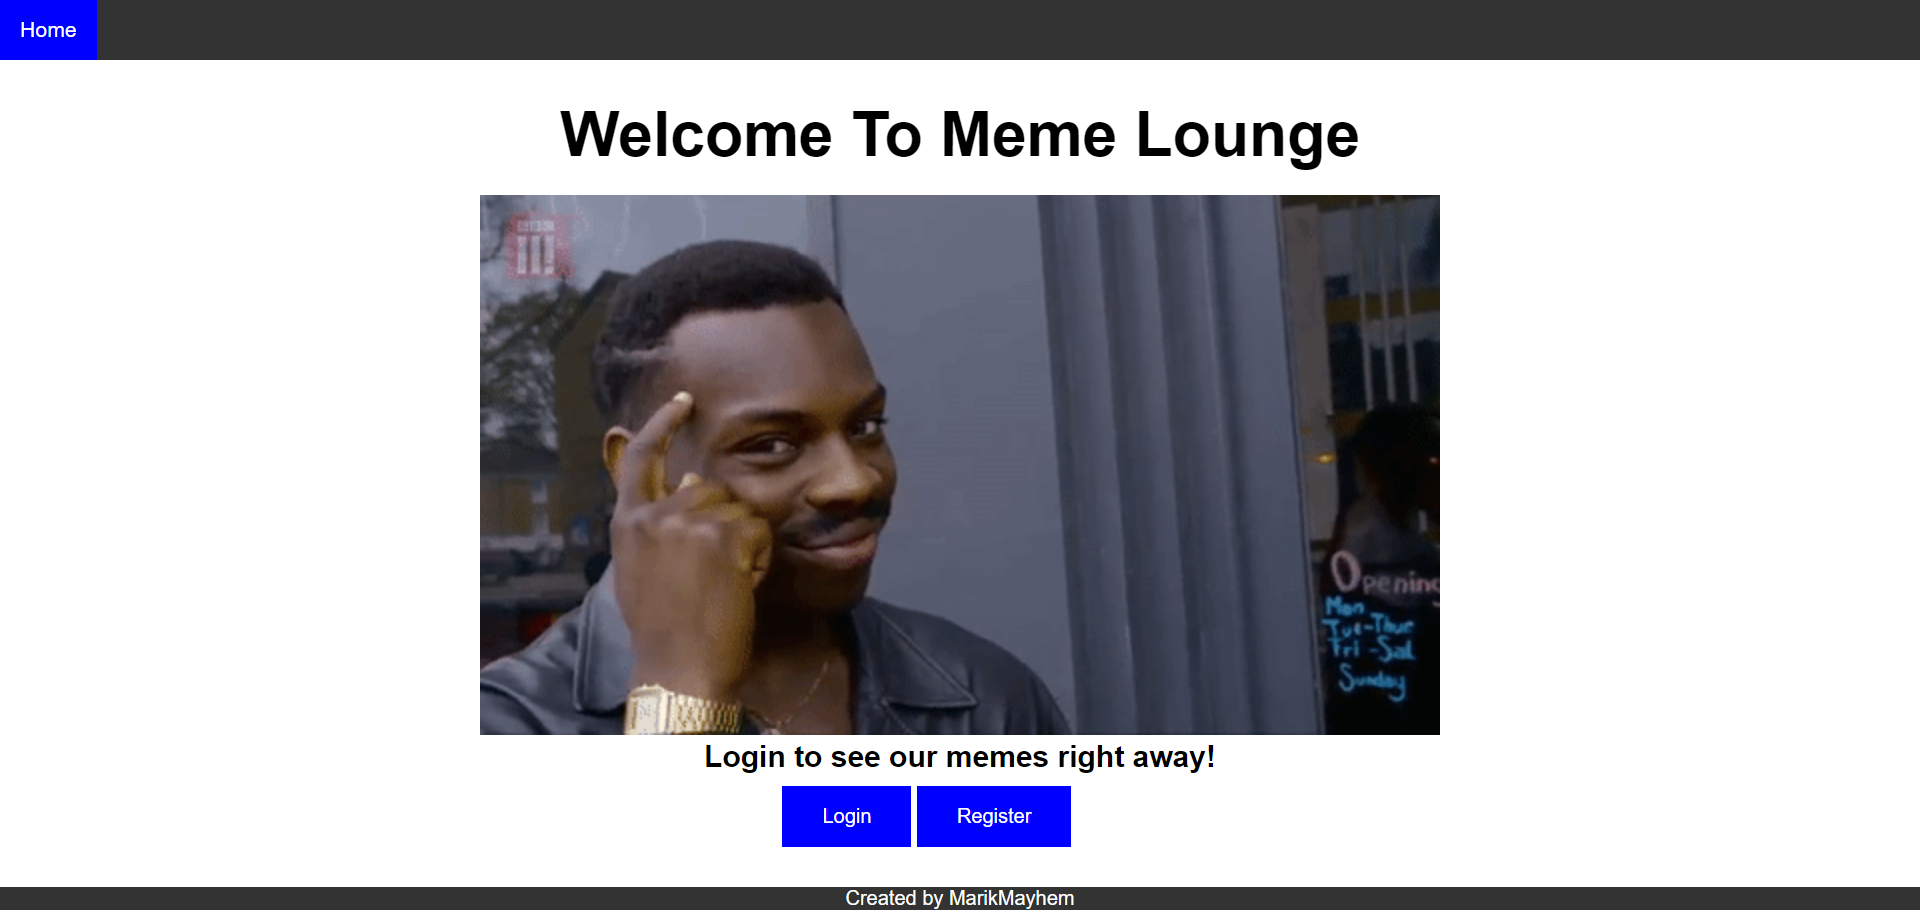 Home
Welcome To Meme Lounge
Opening
Mon
Tue-Thur
Fri-Sat
Sunday
Login to see our memes right away!
Login
Register
Created by MarikMayhem